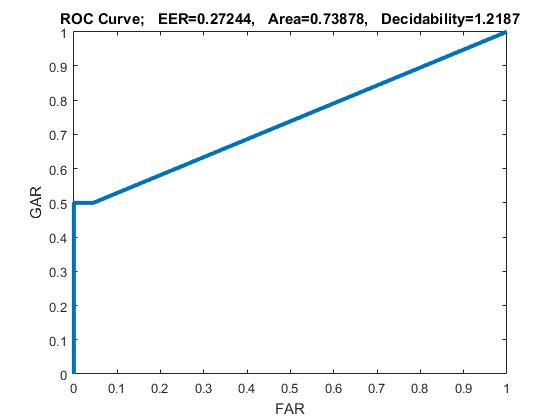 ROC Curve;   EER=0.27244,   Area=0.73878,   Decidability=1.2187
1
0.9
0.8
0.7
0.6
0.5
0.4
0.3
0.2
0.1
0
GAR
0 0.1 0.2 0.3 0.4 0.5 0.6 0.7 0.8 0.9 1
FAR